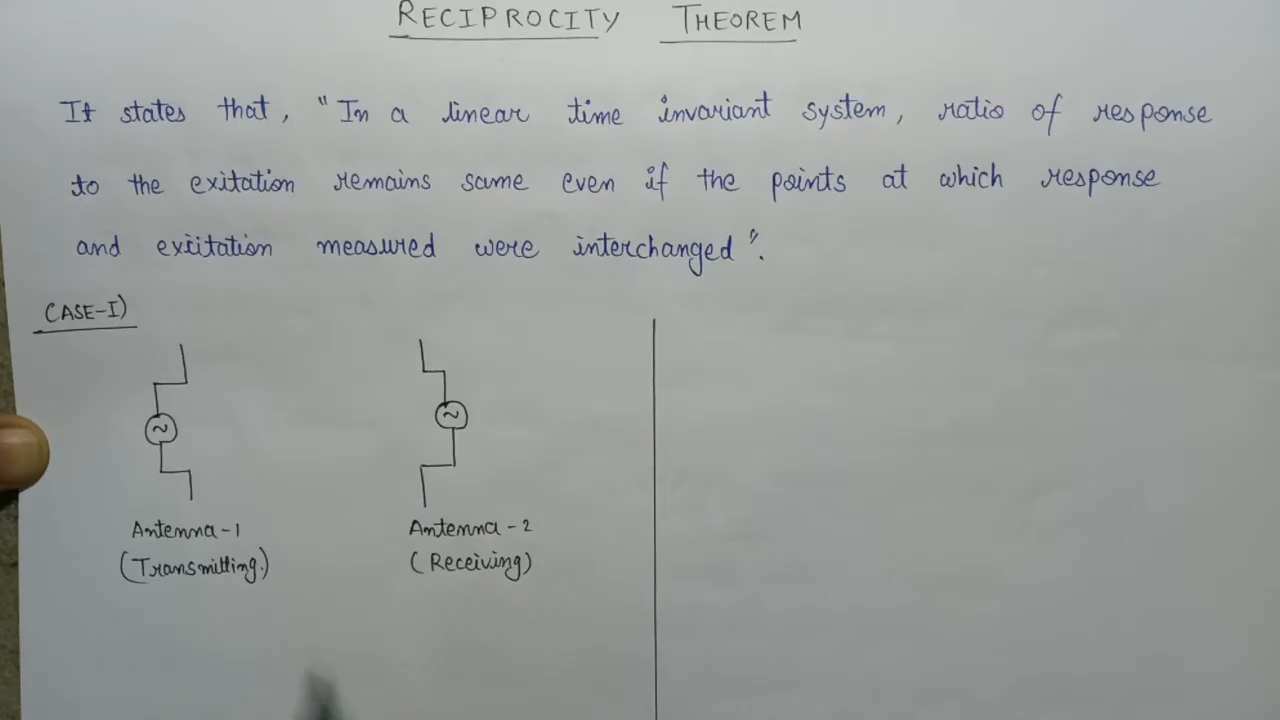 RECIPROCITY THEOREM
It states that, "In a linear time invariant system, ratio of response
to the exitation remains same even if the points at which response
and exitation measured were interchanged".
CASE-I)
~ ~
Antenna-1 Antenna-2
(Transmitting) (Receiving)